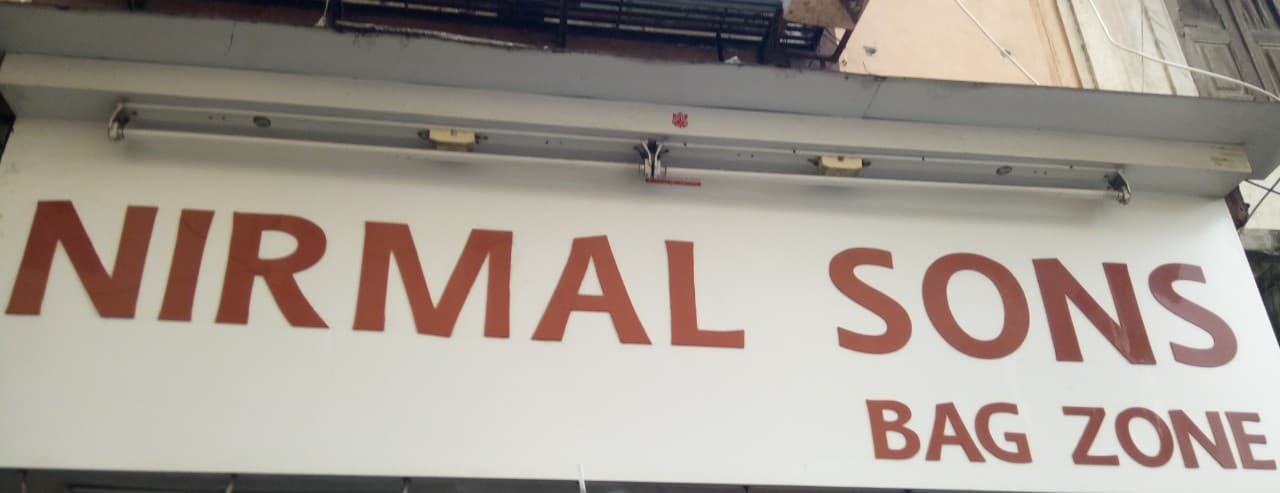 NIRMAL SONS
BAG ZONE